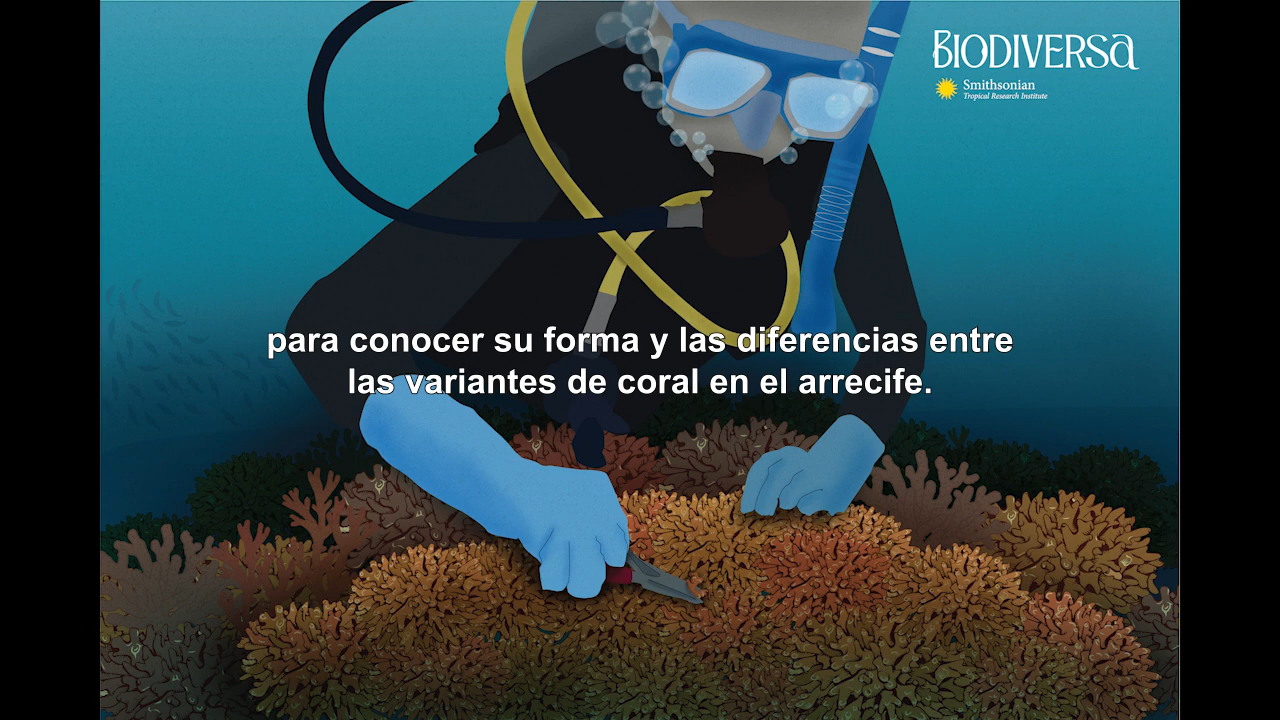 BIODIVERSA
Smithsonian
Tropical Research Institute
para conocer su forma y las diferencias entre
las variantes de coral en el arrecife.